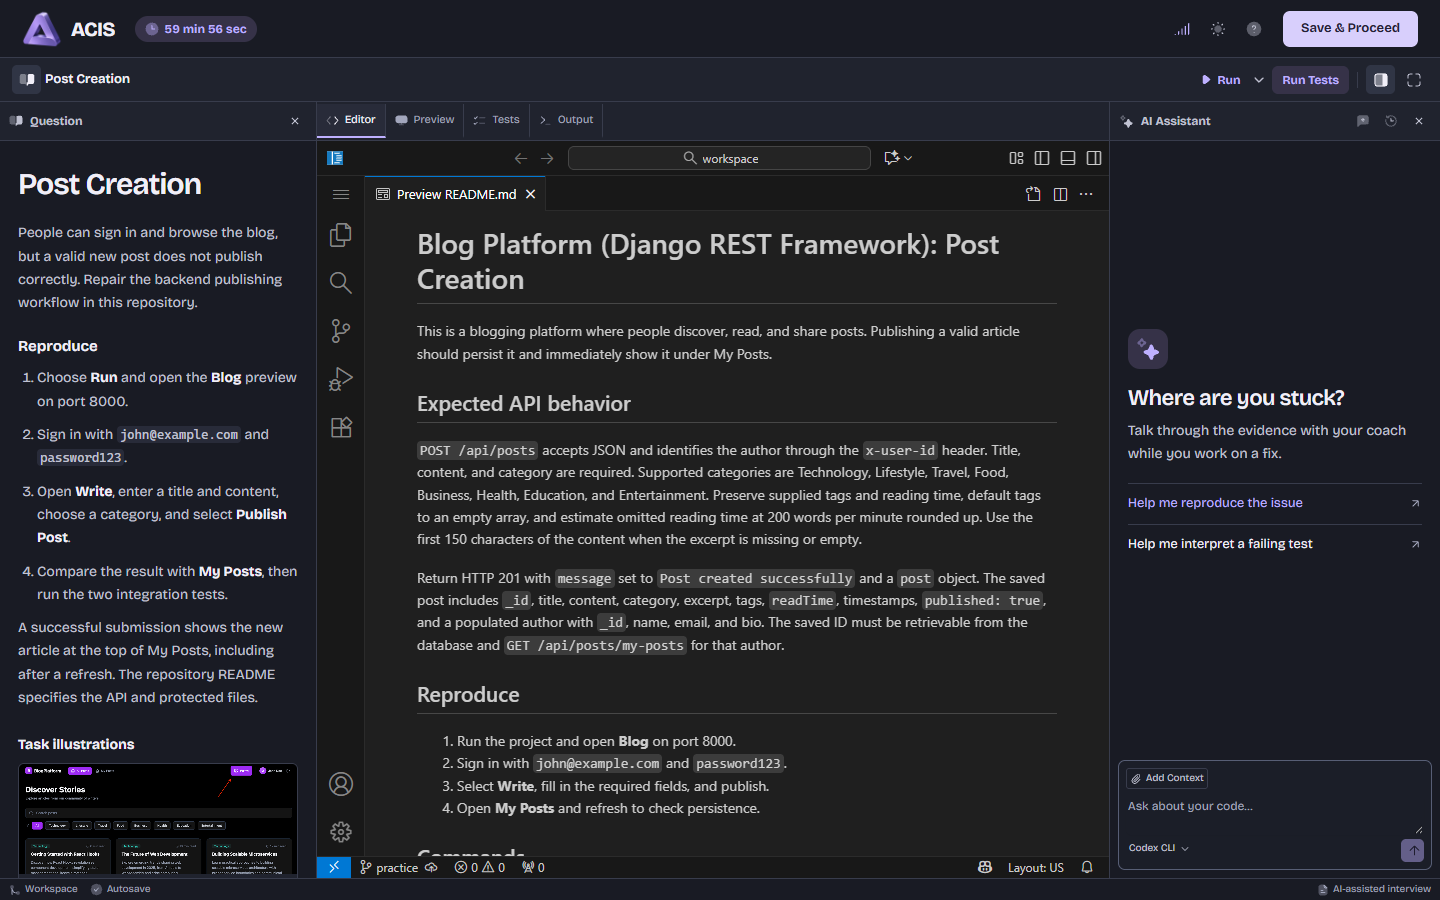 ACIS
59 min 56 sec
Save & Proceed
Post Creation
Run
Run Tests
Question
Editor
Preview
Tests
Output
AI Assistant
Post Creation
People can sign in and browse the blog,
but a valid new post does not publish
correctly. Repair the backend publishing
workflow in this repository.
Reproduce
1. Choose Run and open the Blog preview
on port 8000.
2. Sign in with john@example.com and
password123.
3. Open Write, enter a title and content,
choose a category, and select Publish
Post.
4. Compare the result with My Posts, then
run the two integration tests.
A successful submission shows the new
article at the top of My Posts, including
after a refresh. The repository README
specifies the API and protected files.
Task illustrations
Discover Stories
Getting Started with React Hooks
The Future of Web Development
Building Scalable Microservices
workspace
Preview README.md
Blog Platform (Django REST Framework): Post
Creation
This is a blogging platform where people discover, read, and share posts. Publishing a valid article
should persist it and immediately show it under My Posts.
Expected API behavior
POST /api/posts accepts JSON and identifies the author through the x-user-id header. Title,
content, and category are required. Supported categories are Technology, Lifestyle, Travel, Food,
Business, Health, Education, and Entertainment. Preserve supplied tags and reading time, default tags
to an empty array, and estimate omitted reading time at 200 words per minute rounded up. Use the
first 150 characters of the content when the excerpt is missing or empty.
Return HTTP 201 with message set to Post created successfully and a post object. The saved
post includes _id, title, content, category, excerpt, tags, readTime, timestamps, published: true,
and a populated author with _id, name, email, and bio. The saved ID must be retrievable from the
database and GET /api/posts/my-posts for that author.
Reproduce
1. Run the project and open Blog on port 8000.
2. Sign in with john@example.com and password123.
3. Select Write, fill in the required fields, and publish.
4. Open My Posts and refresh to check persistence.
Commands
practice
0
0
0
Layout: US
Where are you stuck?
Talk through the evidence with your coach
while you work on a fix.
Help me reproduce the issue
Help me interpret a failing test
Add Context
Ask about your code...
Codex CLI
Workspace
Autosave
AI-assisted interview